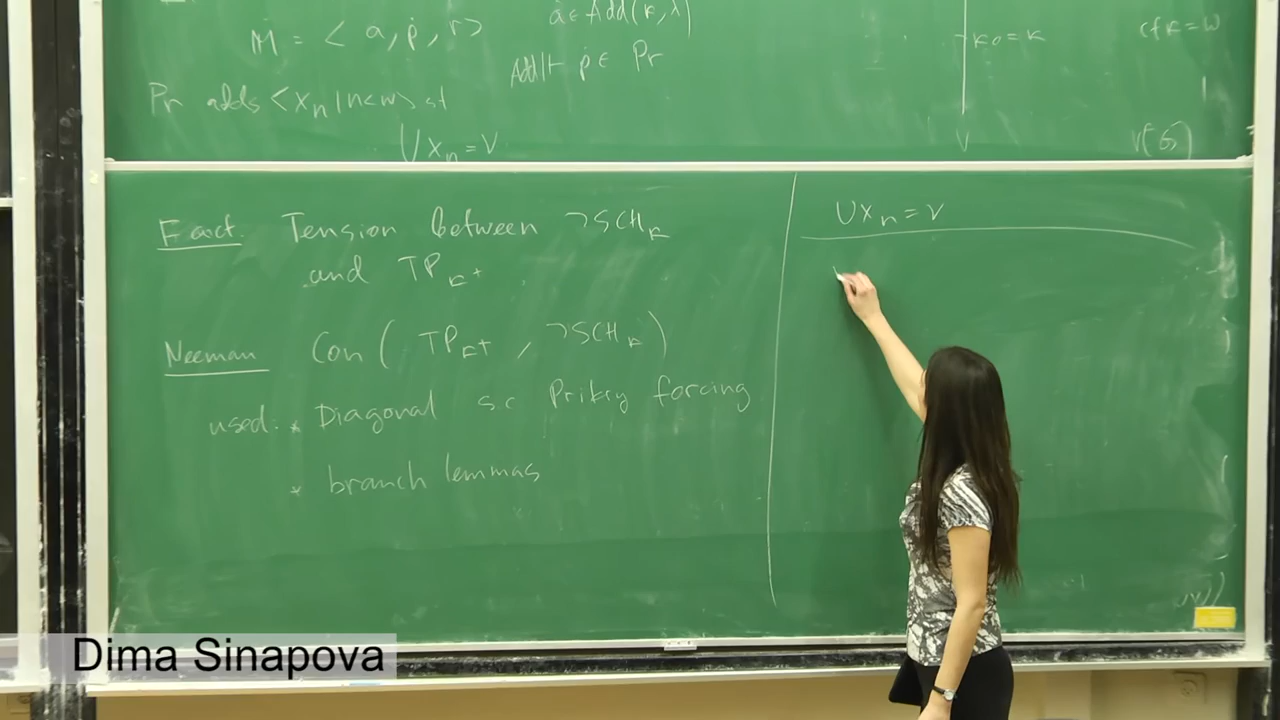 Ṁ = < a, ṗ, r>
a ∈ Add(κ, λ)
Add ⊩ ṗ ∈ Pr
Pr adds <x_n | n<ω> st
∪ x_n = ν
κ_0 = κ
cf κ = ω
ν
V[G]
Fact. Tension between ¬SCH_κ
and TP_κ+
Neeman Con ( TP_κ+ , ¬SCH_κ )
used: * Diagonal s.c Prikry forcing
* branch lemmas
∪ x_n = ν
Dima Sinapova